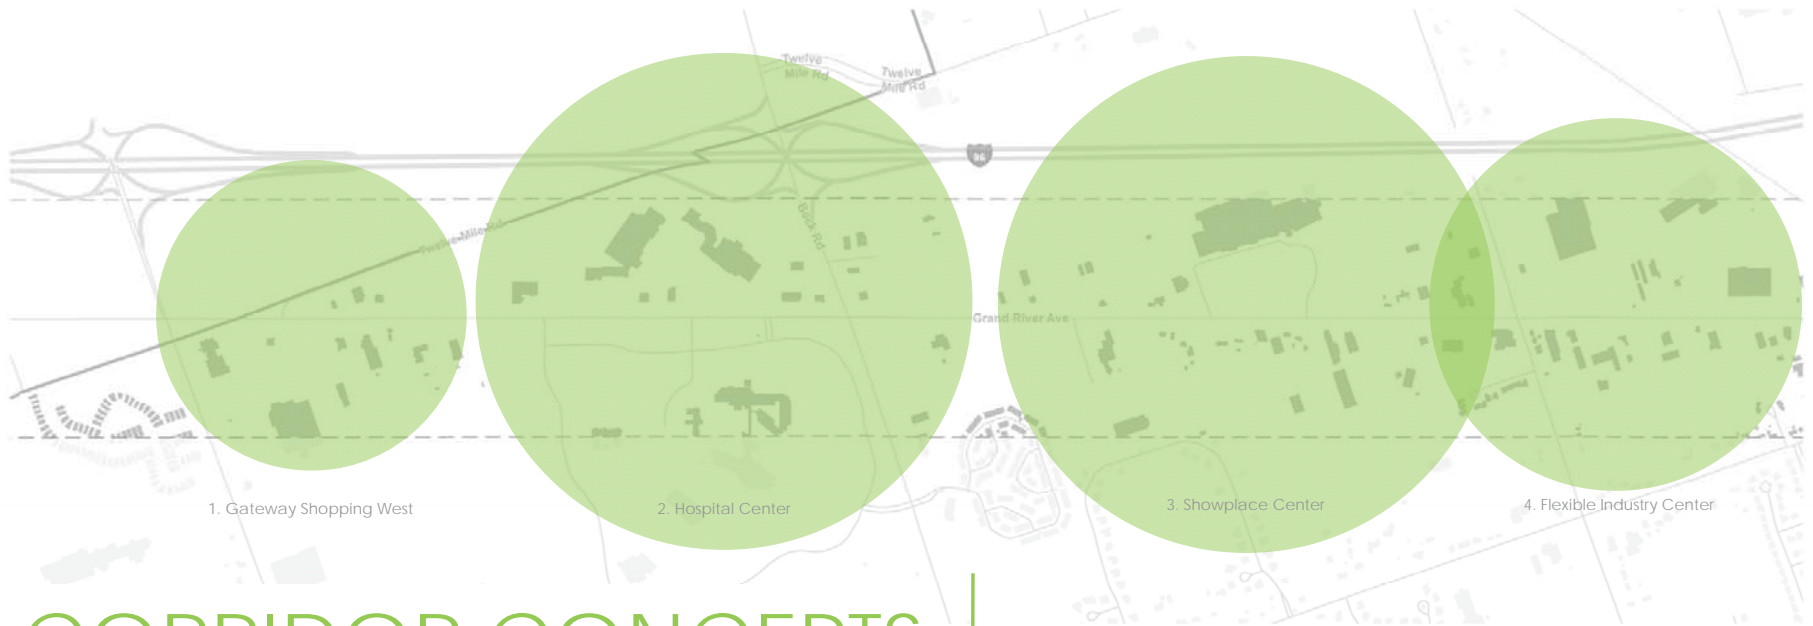 Twelve
Mile Rd
Twelve
Mile Rd
96
Twelve Mile Rd
Beck Rd
Grand River Ave
1. Gateway Shopping West
2. Hospital Center
3. Showplace Center
4. Flexible Industry Center
CORRIDOR CONCEPTS